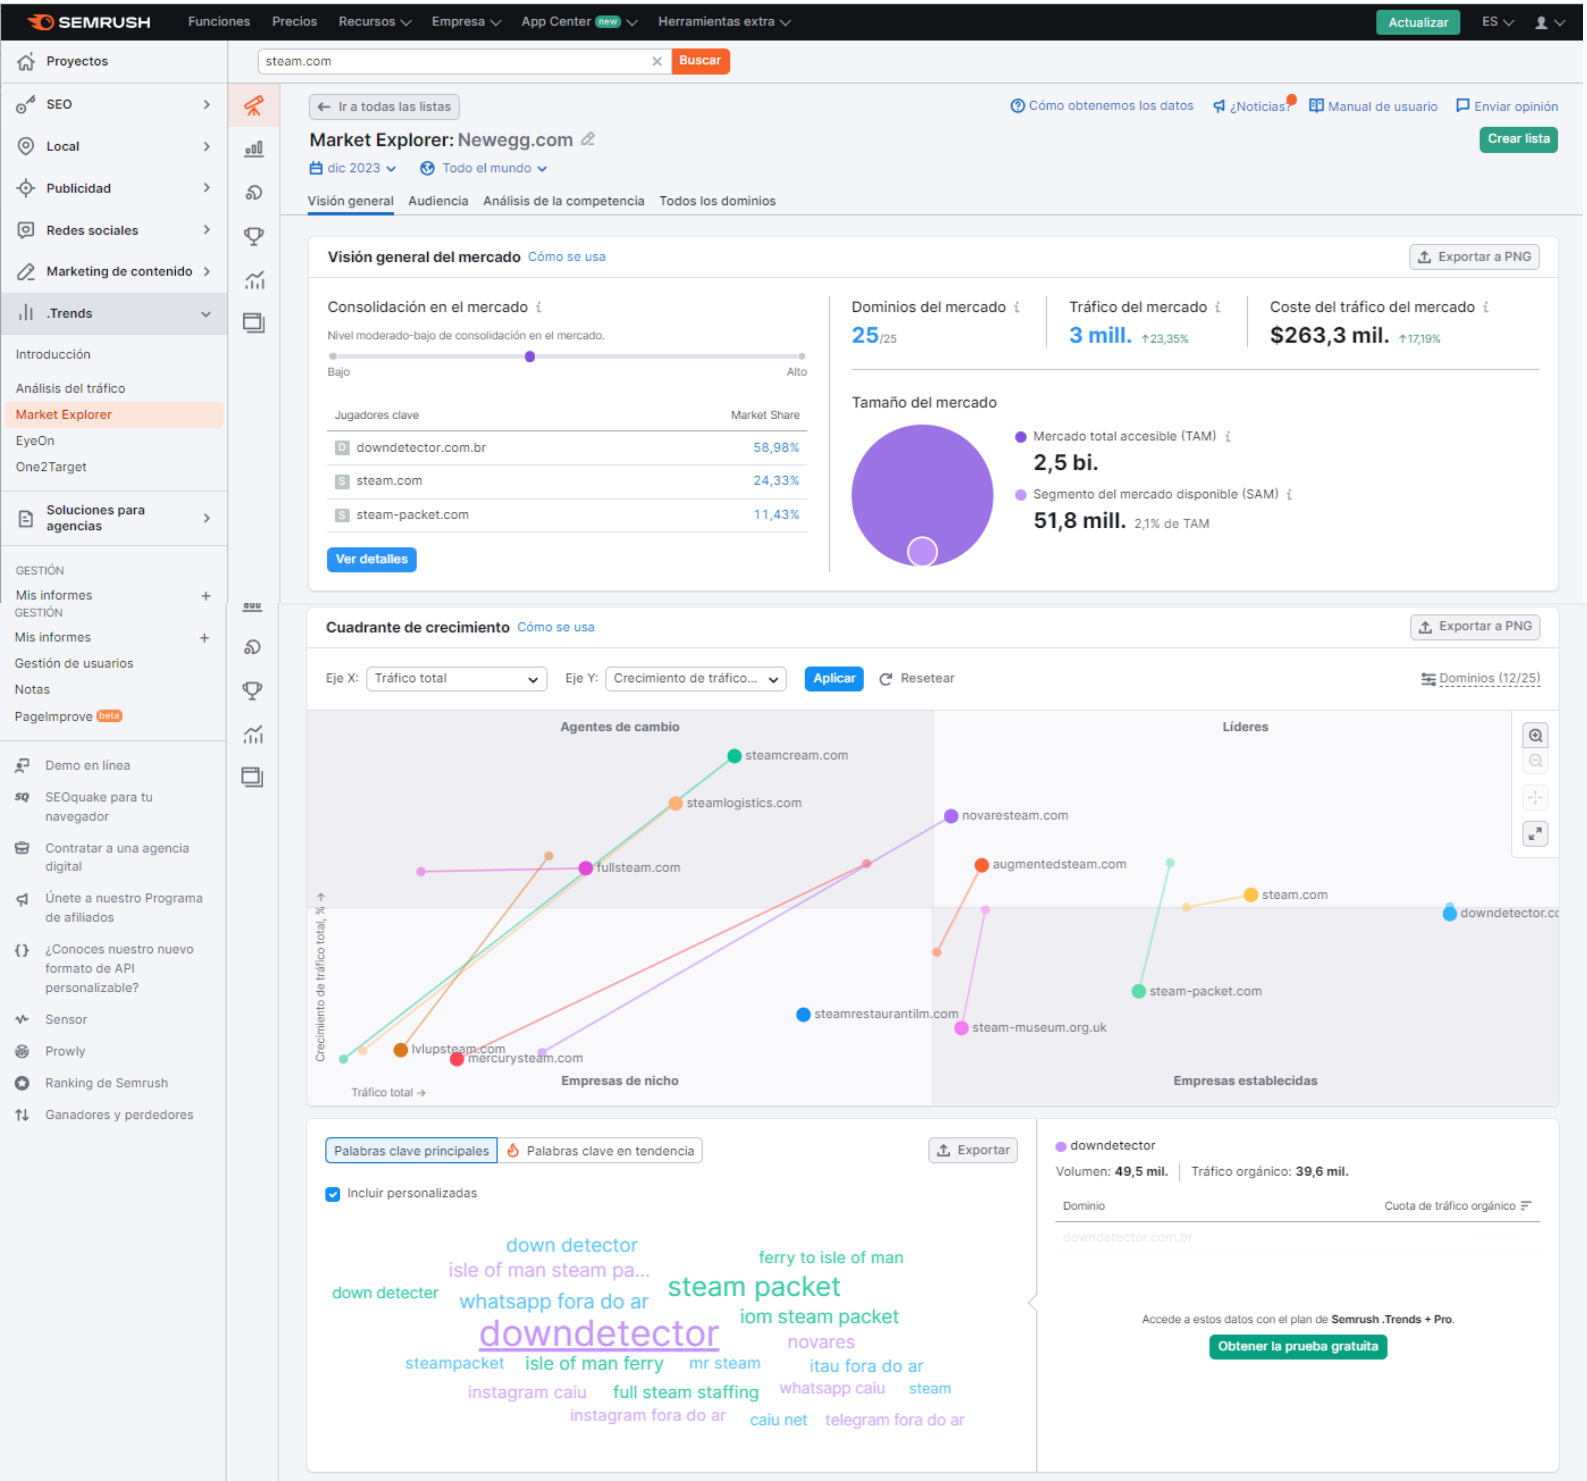 SEMRUSH
Funciones
Precios
Recursos
Empresa
App Center new
Herramientas extra
Actualizar
ES
Proyectos
steam.com
Buscar
SEO
Local
Publicidad
Redes sociales
Marketing de contenido
.Trends
Introducción
Análisis del tráfico
Market Explorer
EyeOn
One2Target
Soluciones para
agencias
GESTIÓN
Mis informes +
GESTIÓN
Mis informes +
Gestión de usuarios
Notas
PageImprove beta
Demo en línea
SEOquake para tu
navegador
Contratar a una agencia
digital
Únete a nuestro Programa
de afiliados
¿Conoces nuestro nuevo
formato de API
personalizable?
Sensor
Prowly
Ranking de Semrush
Ganadores y perdedores
← Ir a todas las listas
Cómo obtenemos los datos
¿Noticias?
Manual de usuario
Enviar opinión
Market Explorer: Newegg.com
Crear lista
dic 2023
Todo el mundo
Visión general
Audiencia
Análisis de la competencia
Todos los dominios
Visión general del mercado Cómo se usa
Exportar a PNG
Consolidación en el mercado i
Nivel moderado-bajo de consolidación en el mercado.
Bajo
Alto
Jugadores clave
Market Share
D downdetector.com.br 58,98%
S steam.com 24,33%
S steam-packet.com 11,43%
Ver detalles
Dominios del mercado i
25/25
Tráfico del mercado i
3 mill. ↑23,35%
Coste del tráfico del mercado i
$263,3 mil. ↑17,19%
Tamaño del mercado
Mercado total accesible (TAM) i
2,5 bi.
Segmento del mercado disponible (SAM) i
51,8 mill. 2,1% de TAM
Cuadrante de crecimiento Cómo se usa
Exportar a PNG
Eje X: Tráfico total
Eje Y: Crecimiento de tráfico...
Aplicar
Resetear
Dominios (12/25)
Agentes de cambio
Líderes
steamcream.com
steamlogistics.com
novaresteam.com
fullsteam.com
augmentedsteam.com
steam.com
downdetector.cc
steam-packet.com
steamrestaurantilm.com
steam-museum.org.uk
lvlupsteam.com
mercurysteam.com
Crecimiento de tráfico total, % →
Empresas de nicho
Empresas establecidas
Tráfico total →
Palabras clave principales
Palabras clave en tendencia
Exportar
Incluir personalizadas
down detector
ferry to isle of man
isle of man steam pa...
steam packet
down detecter
whatsapp fora do ar
iom steam packet
downdetector
novares
steampacket
isle of man ferry
mr steam
itau fora do ar
instagram caiu
full steam staffing
whatsapp caiu
steam
instagram fora do ar
caiu net
telegram fora do ar
downdetector
Volumen: 49,5 mil.
Tráfico orgánico: 39,6 mil.
Dominio
Cuota de tráfico orgánico
downdetector.com.br
Accede a estos datos con el plan de Semrush .Trends + Pro.
Obtener la prueba gratuita